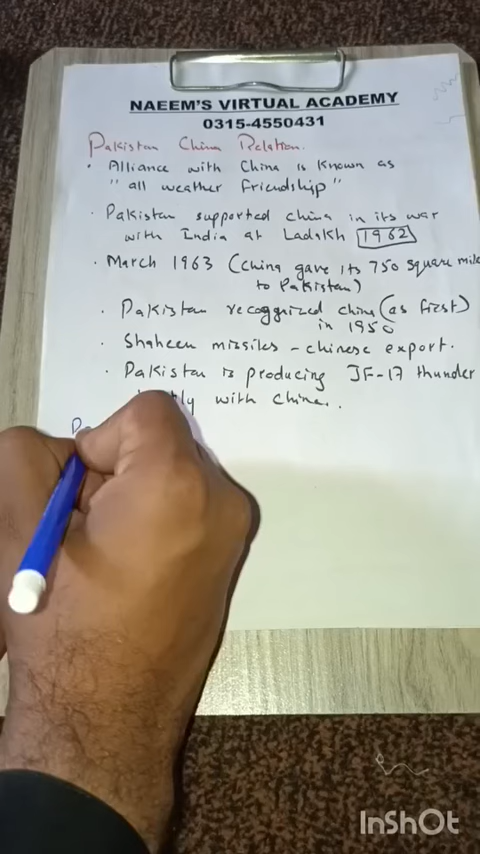 NAEEM'S VIRTUAL ACADEMY
0315-4550431
Pakistan China Relation.
• Alliance with China is known as
"all weather Friendship"
• Pakistan supported China in its war
with India at Ladakh 1962
• March 1963 (China gave its 750 square mile
to Pakistan)
• Pakistan recoggnized China (as first)
in 1950
• Shaheen missiles - chinese export.
• Pakistan is producing JF-17 thunder
with China.
InShOt